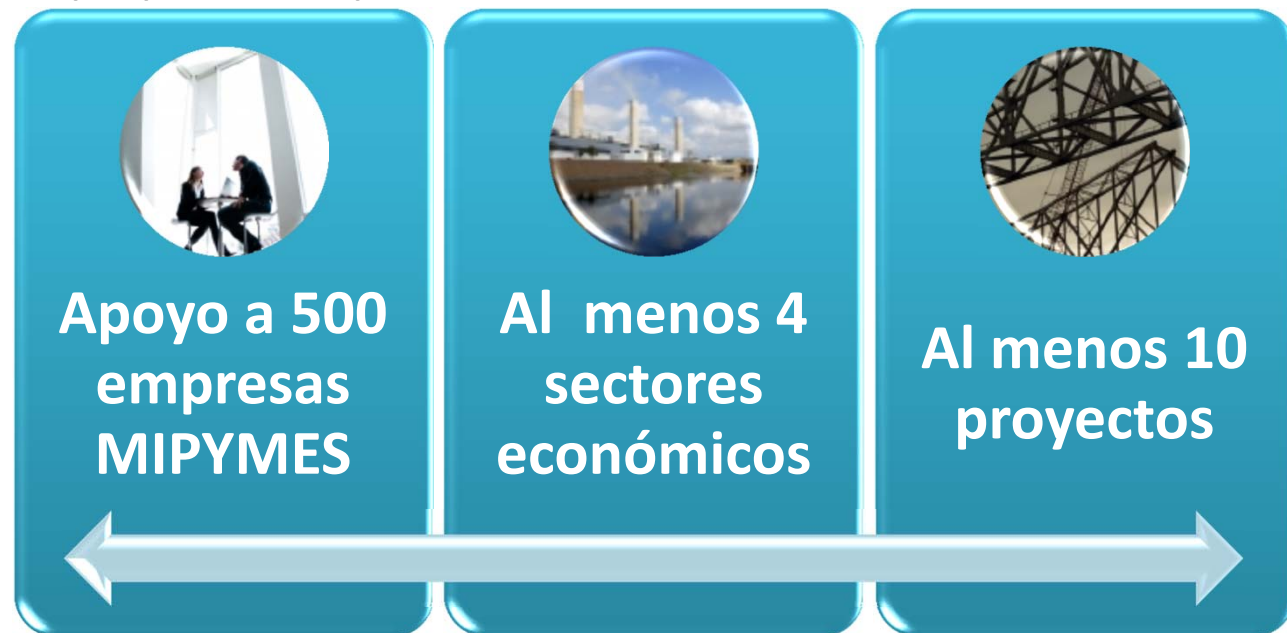 Apoyo a 500
empresas
MIPYMES
Al menos 4
sectores
económicos
Al menos 10
proyectos